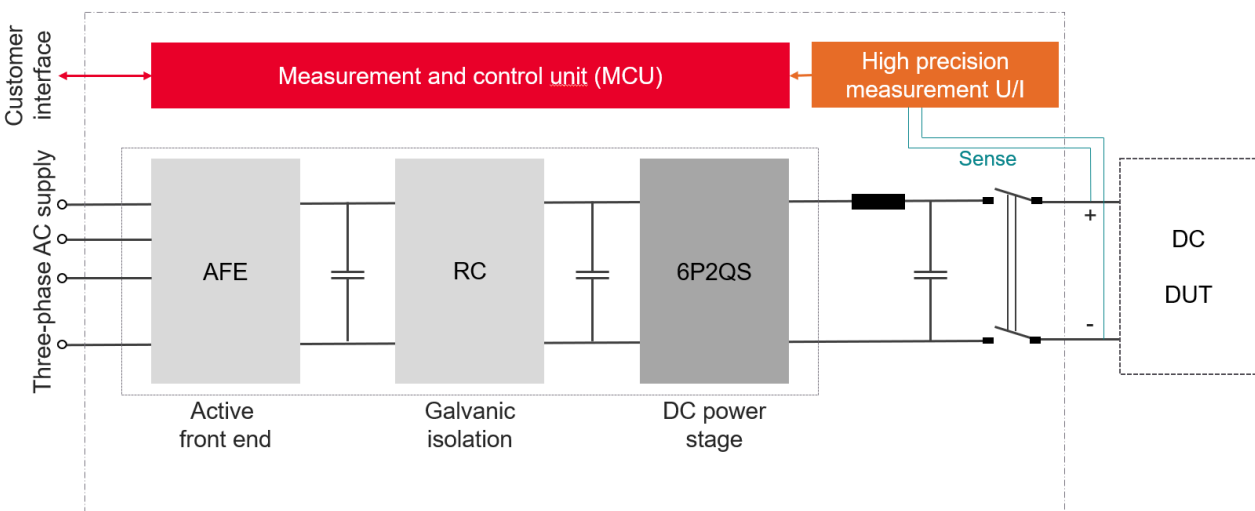 Customer
interface
Measurement and control unit (MCU)
High precision
measurement U/I
Sense
Three-phase AC supply
AFE
RC
6P2QS
+
-
DC
DUT
Active
front end
Galvanic
isolation
DC power
stage